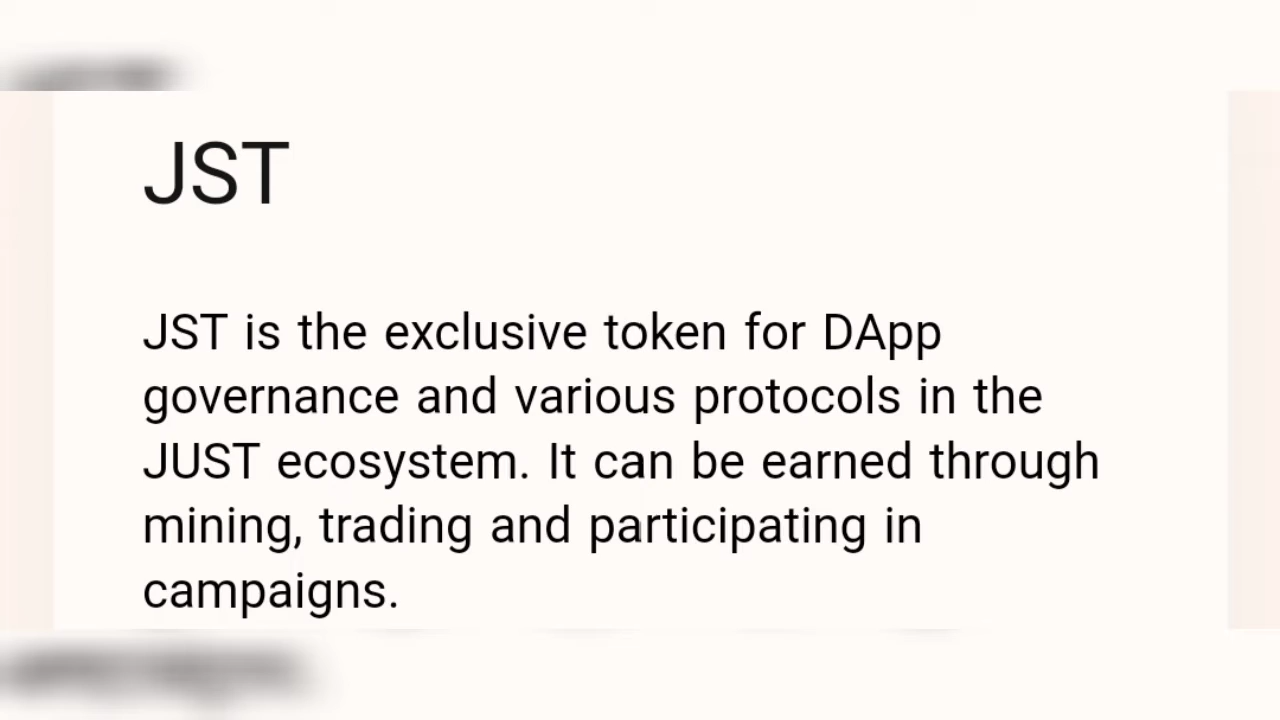 JST
JST is the exclusive token for DApp
governance and various protocols in the
JUST ecosystem. It can be earned through
mining, trading and participating in
campaigns.